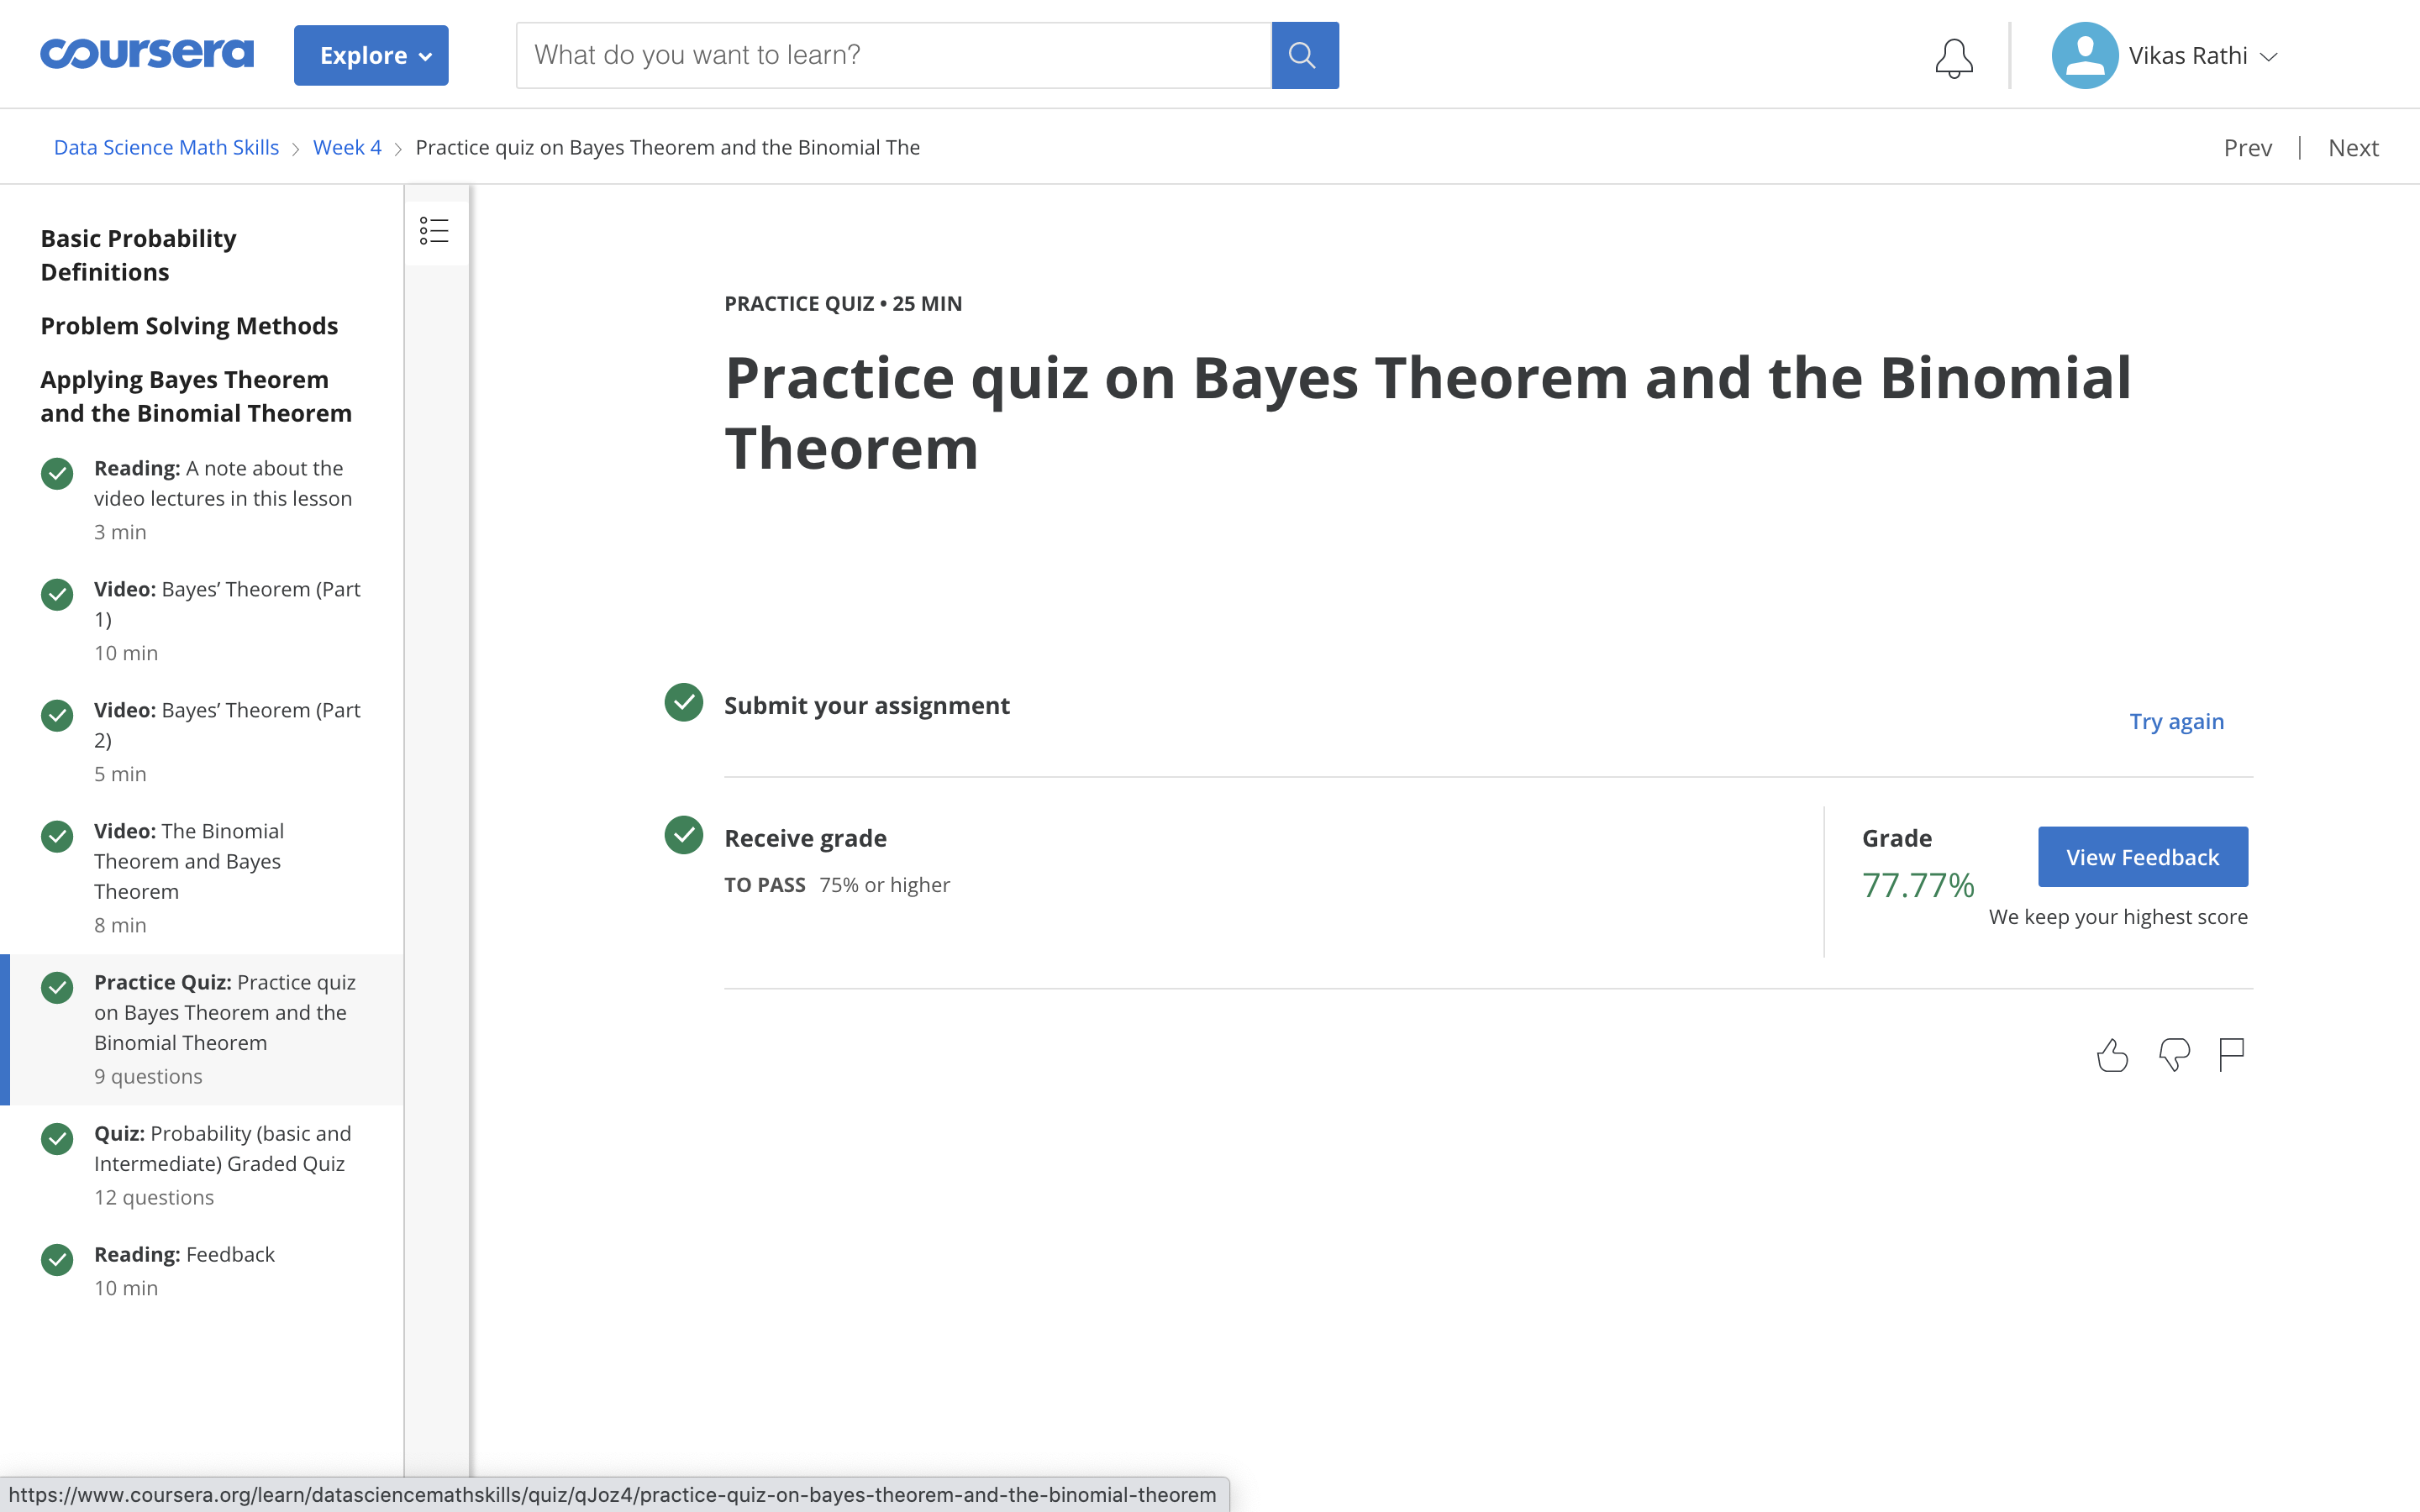 coursera
Explore
What do you want to learn?
Vikas Rathi
Data Science Math Skills
Week 4
Practice quiz on Bayes Theorem and the Binomial The
Prev
Next
Basic Probability
Definitions
Problem Solving Methods
Applying Bayes Theorem
and the Binomial Theorem
Reading: A note about the
video lectures in this lesson
3 min
Video: Bayes’ Theorem (Part
1)
10 min
Video: Bayes’ Theorem (Part
2)
5 min
Video: The Binomial
Theorem and Bayes
Theorem
8 min
Practice Quiz: Practice quiz
on Bayes Theorem and the
Binomial Theorem
9 questions
Quiz: Probability (basic and
Intermediate) Graded Quiz
12 questions
Reading: Feedback
10 min
PRACTICE QUIZ • 25 MIN
Practice quiz on Bayes Theorem and the Binomial
Theorem
Submit your assignment
Try again
Receive grade
TO PASS 75% or higher
Grade
77.77%
View Feedback
We keep your highest score
https://www.coursera.org/learn/datasciencemathskills/quiz/qJoz4/practice-quiz-on-bayes-theorem-and-the-binomial-theorem